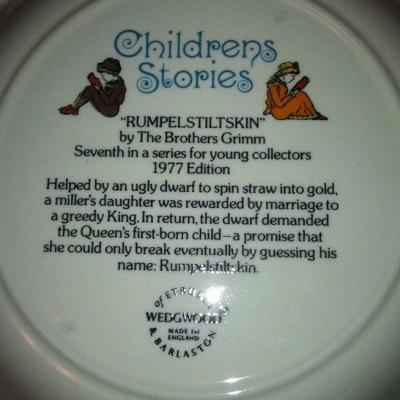 Childrens
Stories
"RUMPELSTILTSKIN"
by The Brothers Grimm
Seventh in a series for young collectors
1977 Edition
Helped by an ugly dwarf to spin straw into gold,
a miller's daughter was rewarded by marriage to
a greedy King. In return, the dwarf demanded
the Queen's first-born child—a promise that
she could only break eventually by guessing his
name: Rumpelstiltskin.
of ETRURIA
WEDGWOOD
MADE IN
ENGLAND
& BARLASTON